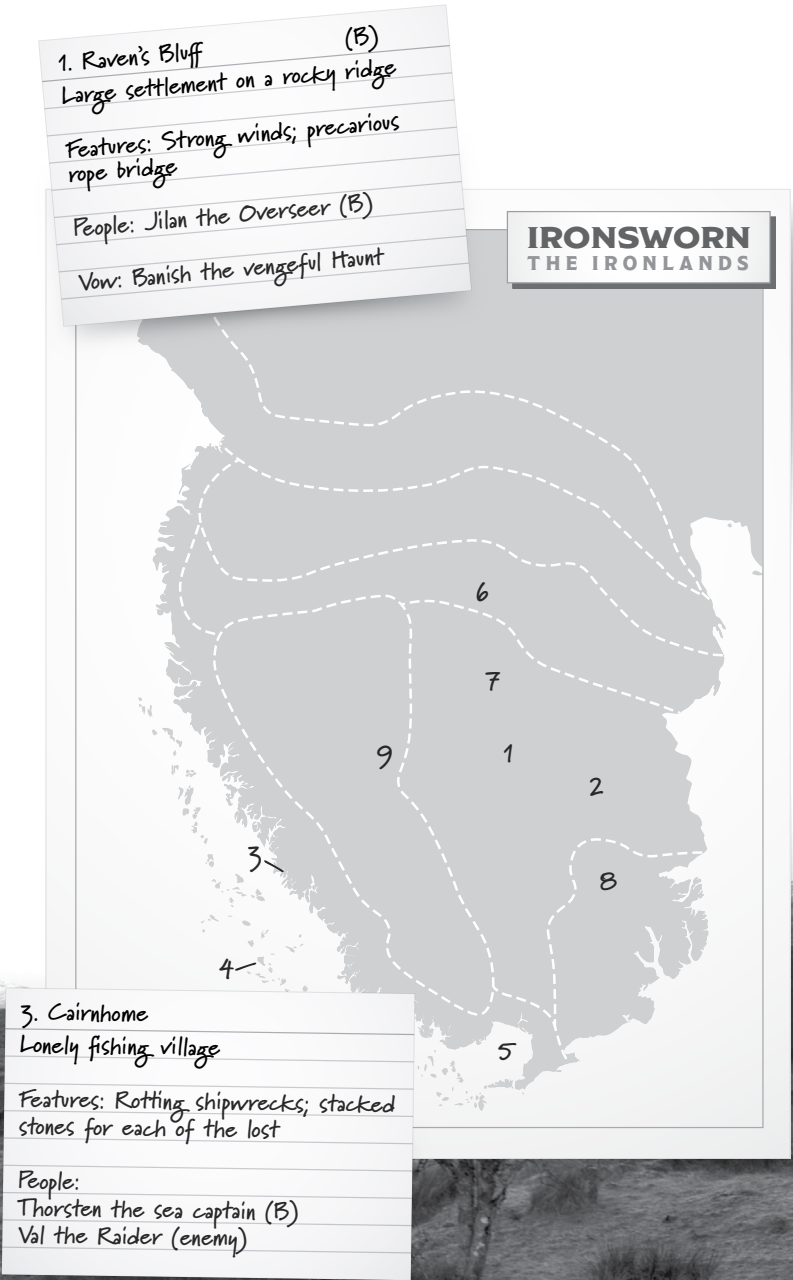 1. Raven's Bluff (B)
Large settlement on a rocky ridge
Features: Strong winds; precarious
rope bridge
People: Jilan the Overseer (B)
Vow: Banish the vengeful Haunt
IRONSWORN
THE IRONLANDS
6
7
9
1
2
3
8
4
5
3. Cairnhome
Lonely fishing village
Features: Rotting shipwrecks; stacked
stones for each of the lost
People:
Thorsten the sea captain (B)
Val the Raider (enemy)